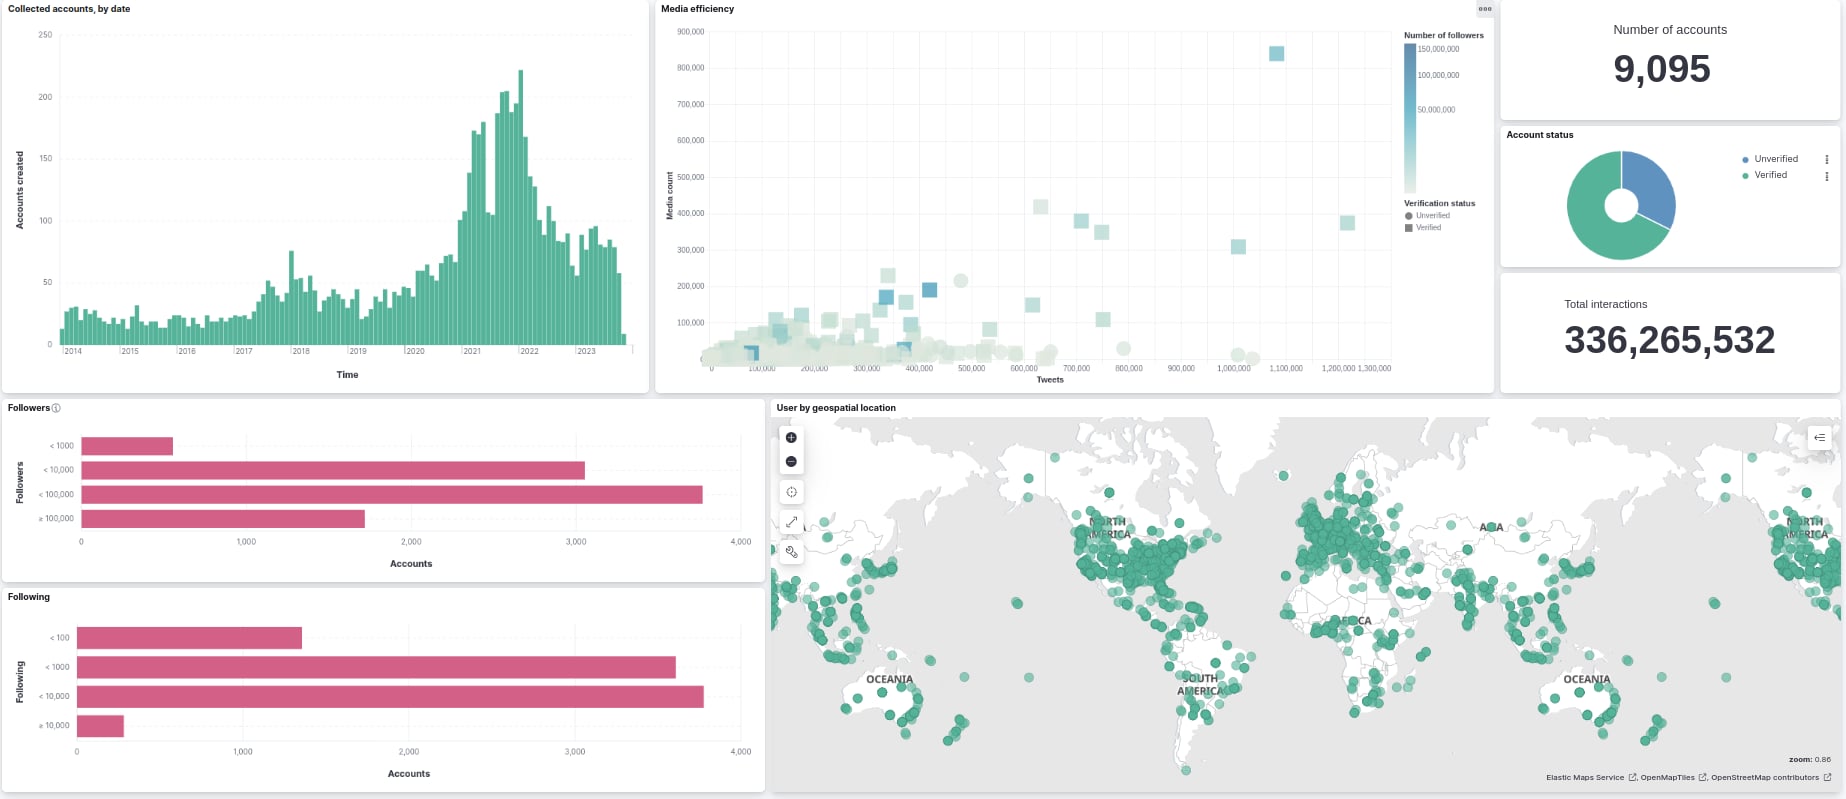 Collected accounts, by date
250
200
150
100
50
0
Accounts created
2014 2015 2016 2017 2018 2019 2020 2021 2022 2023
Time
Media efficiency
900,000
800,000
700,000
600,000
500,000
400,000
300,000
200,000
100,000
0
Media count
0 100,000 200,000 300,000 400,000 500,000 600,000 700,000 800,000 900,000 1,000,000 1,100,000 1,200,000 1,300,000
Tweets
Number of followers
150,000,000
100,000,000
50,000,000
Verification status
Unverified
Verified
Number of accounts
9,095
Account status
Unverified
Verified
Total interactions
336,265,532
Followers
Followers
< 1000
< 10,000
< 100,000
≥ 100,000
0 1,000 2,000 3,000 4,000
Accounts
Following
Following
< 100
< 1000
< 10,000
≥ 10,000
0 1,000 2,000 3,000 4,000
Accounts
User by geospatial location
NORTH
AMERICA
ASIA
NORTH
AMERICA
AFRICA
OCEANIA
SOUTH
AMERICA
OCEANIA
zoom: 0.86
Elastic Maps Service, OpenMapTiles, OpenStreetMap contributors